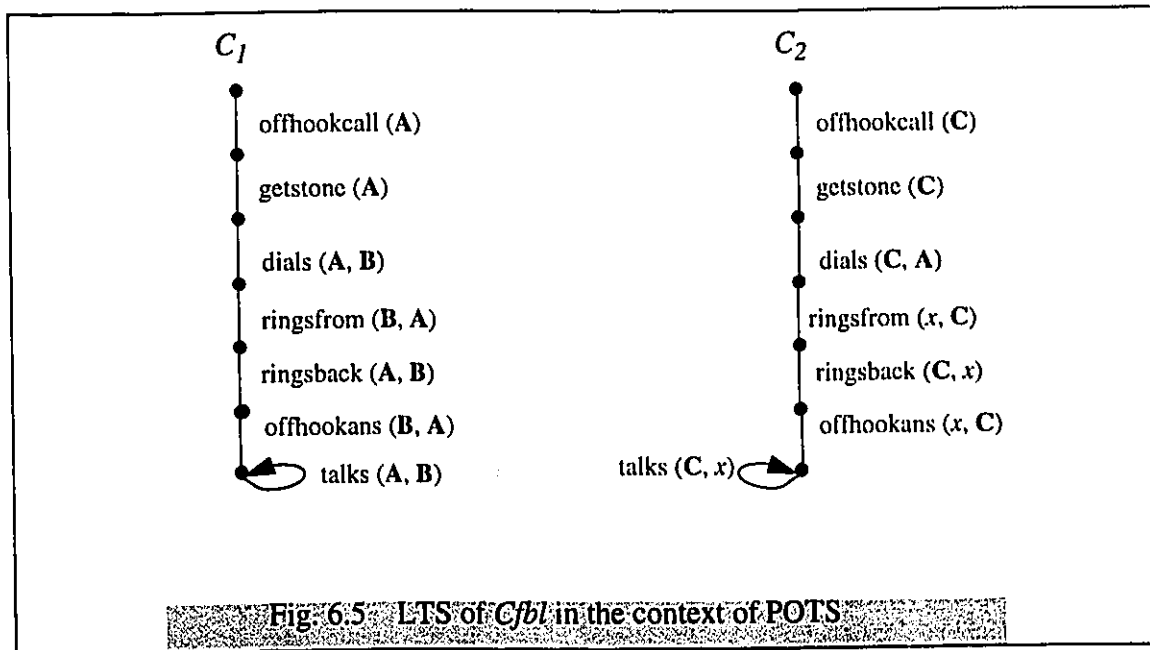 C1
offhookcall (A)
getstone (A)
dials (A, B)
ringsfrom (B, A)
ringsback (A, B)
offhookans (B, A)
talks (A, B)
C2
offhookcall (C)
getstone (C)
dials (C, A)
ringsfrom (x, C)
ringsback (C, x)
offhookans (x, C)
talks (C, x)
Fig. 6.5 LTS of Cfbl in the context of POTS